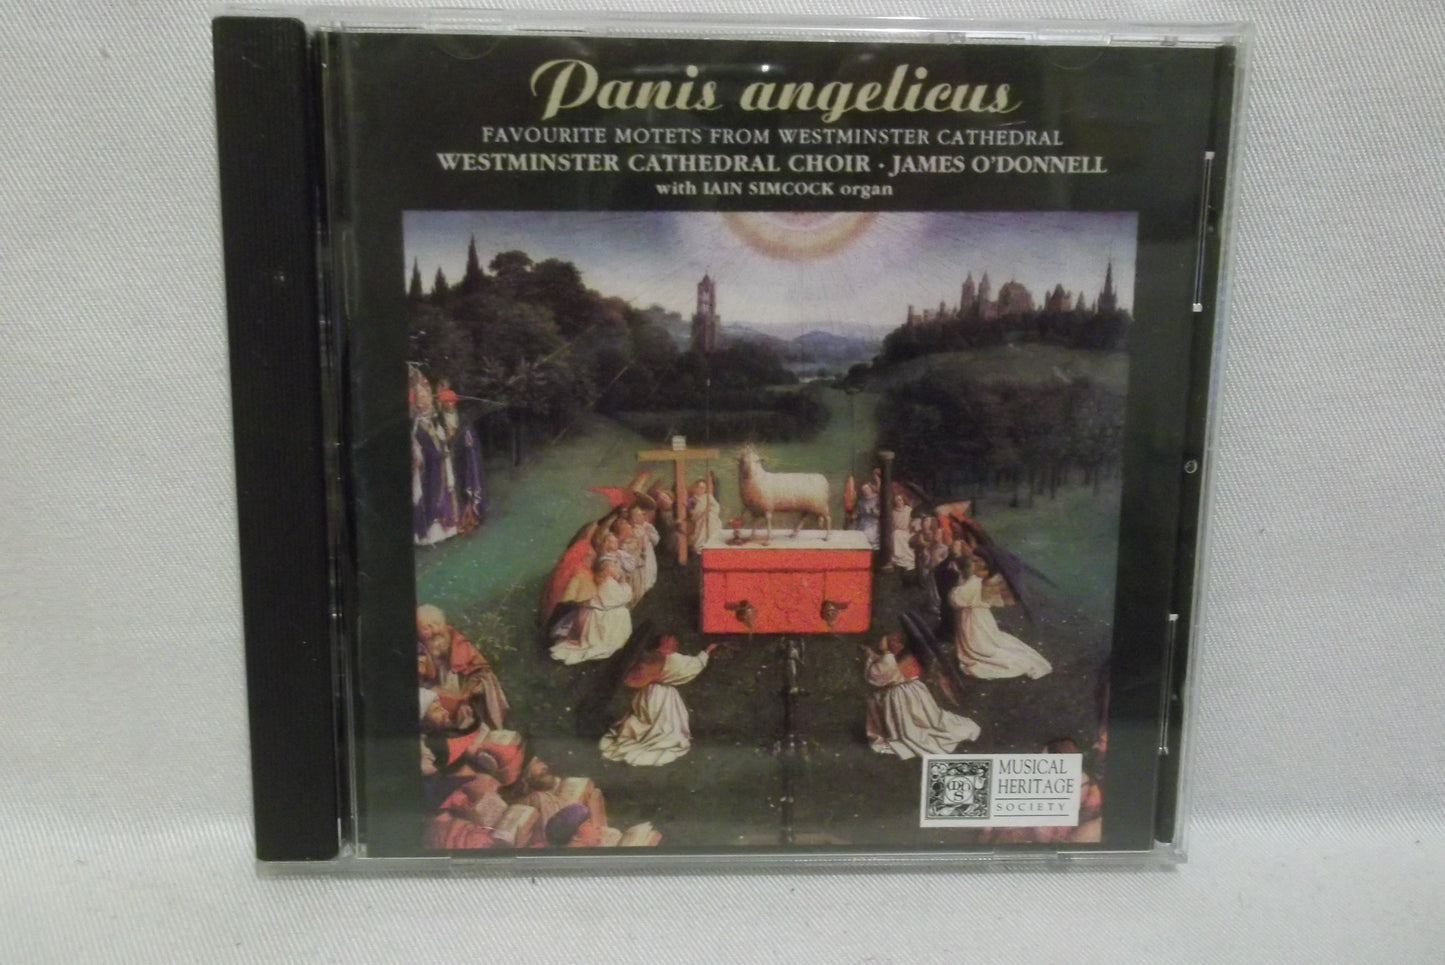 Panis angelicus
FAVOURITE MOTETS FROM WESTMINSTER CATHEDRAL
WESTMINSTER CATHEDRAL CHOIR · JAMES O'DONNELL
with IAIN SIMCOCK organ
MUSICAL
HERITAGE
SOCIETY